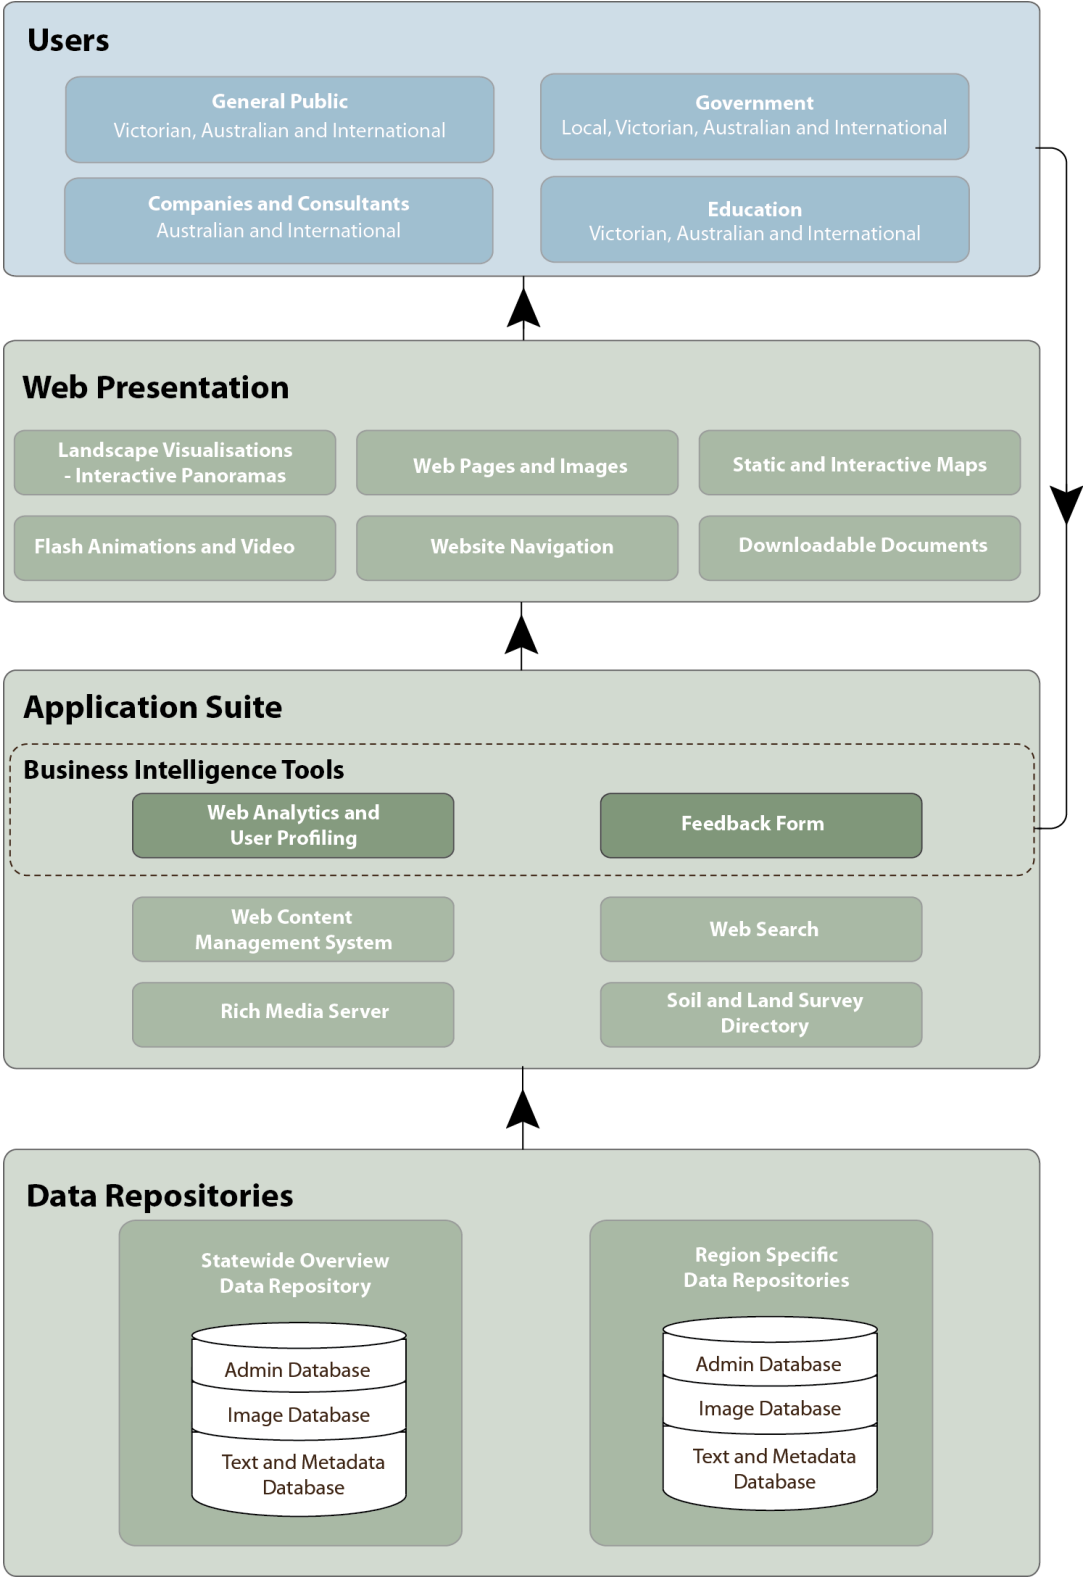 Users
General Public
Victorian, Australian and International
Government
Local, Victorian, Australian and International
Companies and Consultants
Australian and International
Education
Victorian, Australian and International
Web Presentation
Landscape Visualisations
- Interactive Panoramas
Web Pages and Images
Static and Interactive Maps
Flash Animations and Video
Website Navigation
Downloadable Documents
Application Suite
Business Intelligence Tools
Web Analytics and
User Profiling
Feedback Form
Web Content
Management System
Web Search
Rich Media Server
Soil and Land Survey
Directory
Data Repositories
Statewide Overview
Data Repository
Admin Database
Image Database
Text and Metadata
Database
Region Specific
Data Repositories
Admin Database
Image Database
Text and Metadata
Database